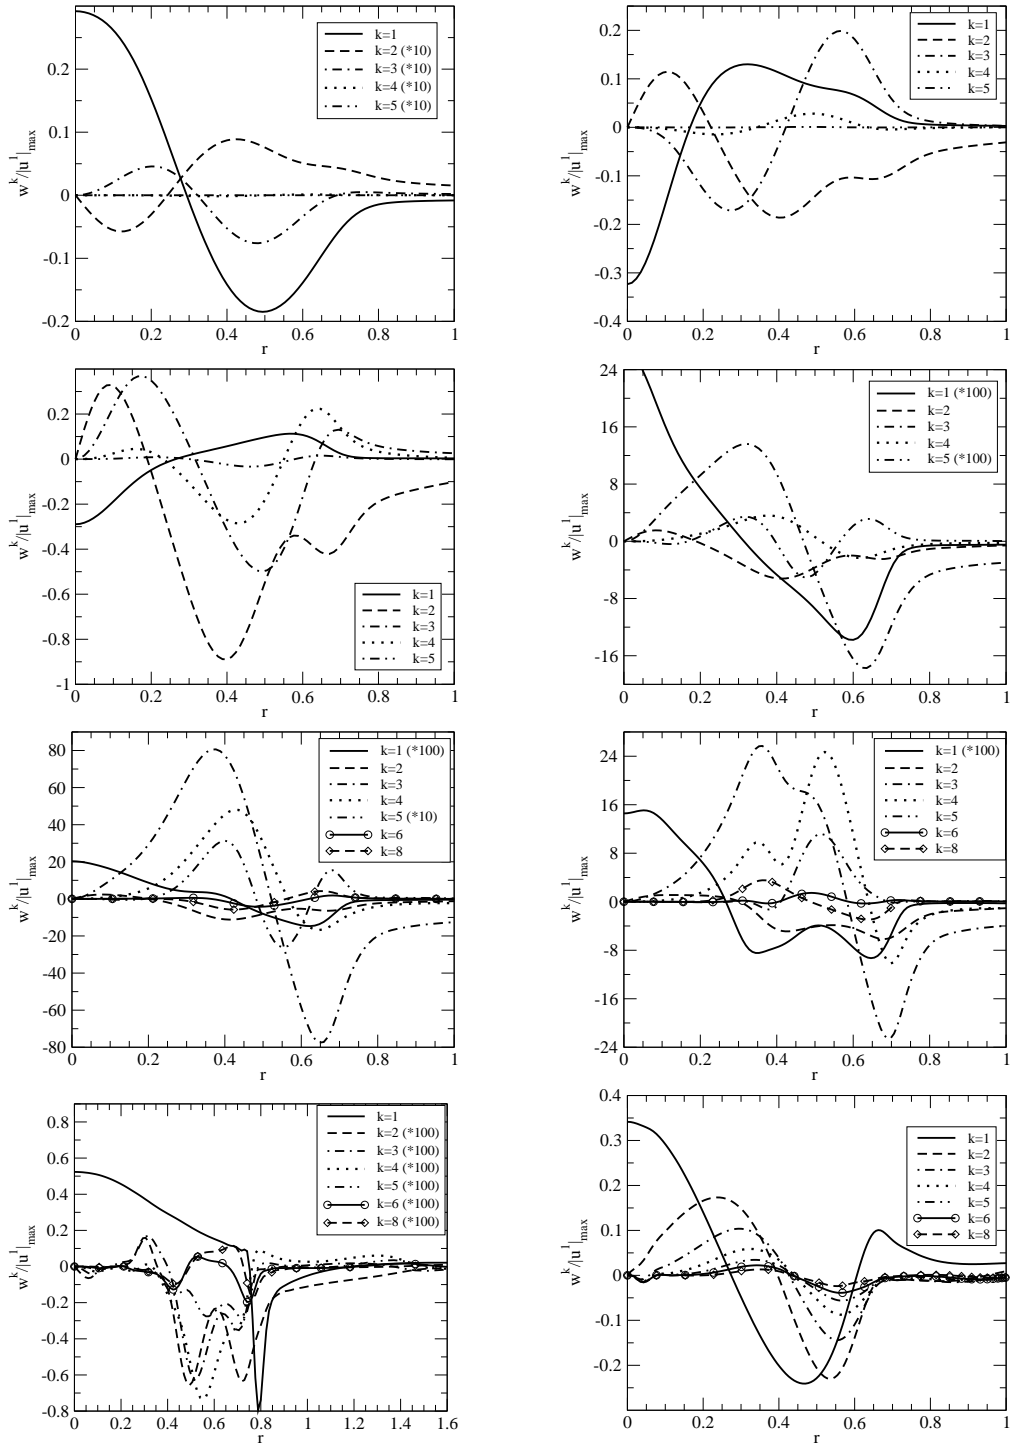 k=1
k=2 (*10)
k=3 (*10)
k=4 (*10)
k=5 (*10)
0.2
0.1
0
-0.1
-0.2
w^k/|u^1|_max
0 0.2 0.4 0.6 0.8 1
r
k=1
k=2
k=3
k=4
k=5
0.2
0.1
0
-0.1
-0.2
-0.3
-0.4
w^k/|u^1|_max
0 0.2 0.4 0.6 0.8 1
r
0.2
0
-0.2
-0.4
-0.6
-0.8
-1
w^k/|u^1|_max
k=1
k=2
k=3
k=4
k=5
0 0.2 0.4 0.6 0.8 1
r
k=1 (*100)
k=2
k=3
k=4
k=5 (*100)
24
16
8
0
-8
-16
w^k/|u^1|_max
0 0.2 0.4 0.6 0.8 1
r
k=1 (*100)
k=2
k=3
k=4
k=5 (*10)
k=6
k=8
80
60
40
20
0
-20
-40
-60
-80
w^k/|u^1|_max
0 0.2 0.4 0.6 0.8 1
r
k=1 (*100)
k=2
k=3
k=4
k=5
k=6
k=8
24
16
8
0
-8
-16
-24
w^k/|u^1|_max
0 0.2 0.4 0.6 0.8 1
r
k=1
k=2 (*100)
k=3 (*100)
k=4 (*100)
k=5 (*100)
k=6 (*100)
k=8 (*100)
0.8
0.6
0.4
0.2
0
-0.2
-0.4
-0.6
-0.8
w^k/|u^1|_max
0 0.2 0.4 0.6 0.8 1 1.2 1.4 1.6
r
k=1
k=2
k=3
k=4
k=5
k=6
k=8
0.4
0.3
0.2
0.1
0
-0.1
-0.2
w^k/|u^1|_max
0 0.2 0.4 0.6 0.8 1
r